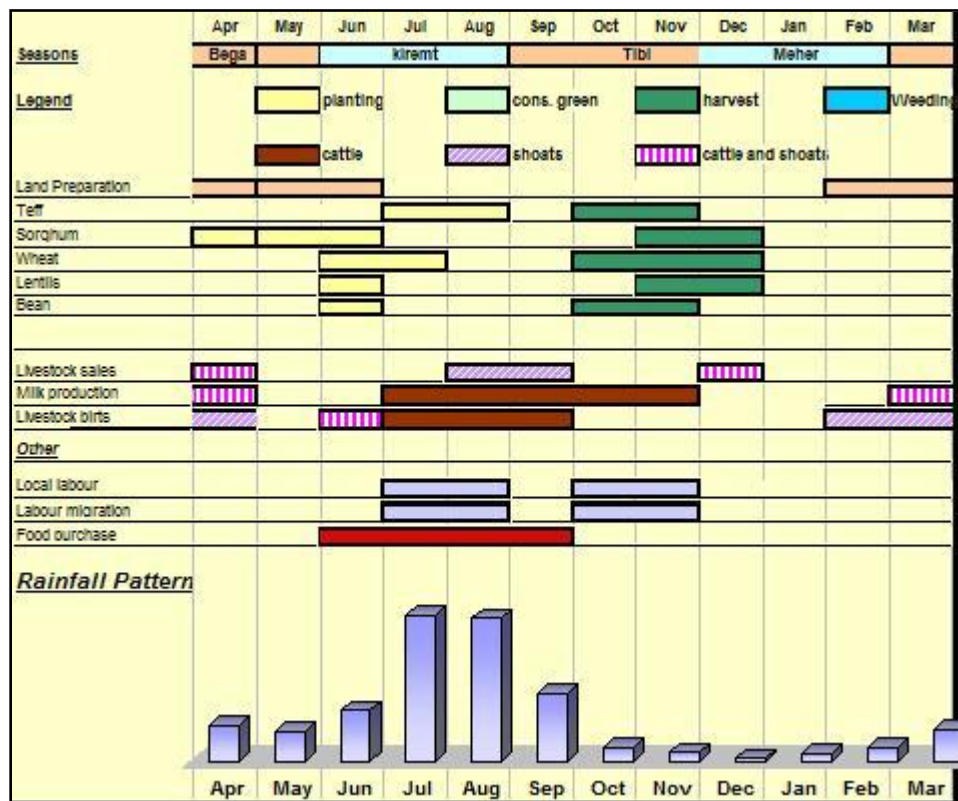 Apr May Jun Jul Aug Sep Oct Nov Dec Jan Feb Mar
Seasons Bega kiremt Tibi Meher
Legend planting cons. green harvest Weeding
cattle shoats cattle and shoats
Land Preparation
Teff
Sorghum
Wheat
Lentils
Bean
Livestock sales
Milk production
Livestock birts
Other
Local labour
Labour migration
Food purchase
Rainfall Pattern
Apr May Jun Jul Aug Sep Oct Nov Dec Jan Feb Mar